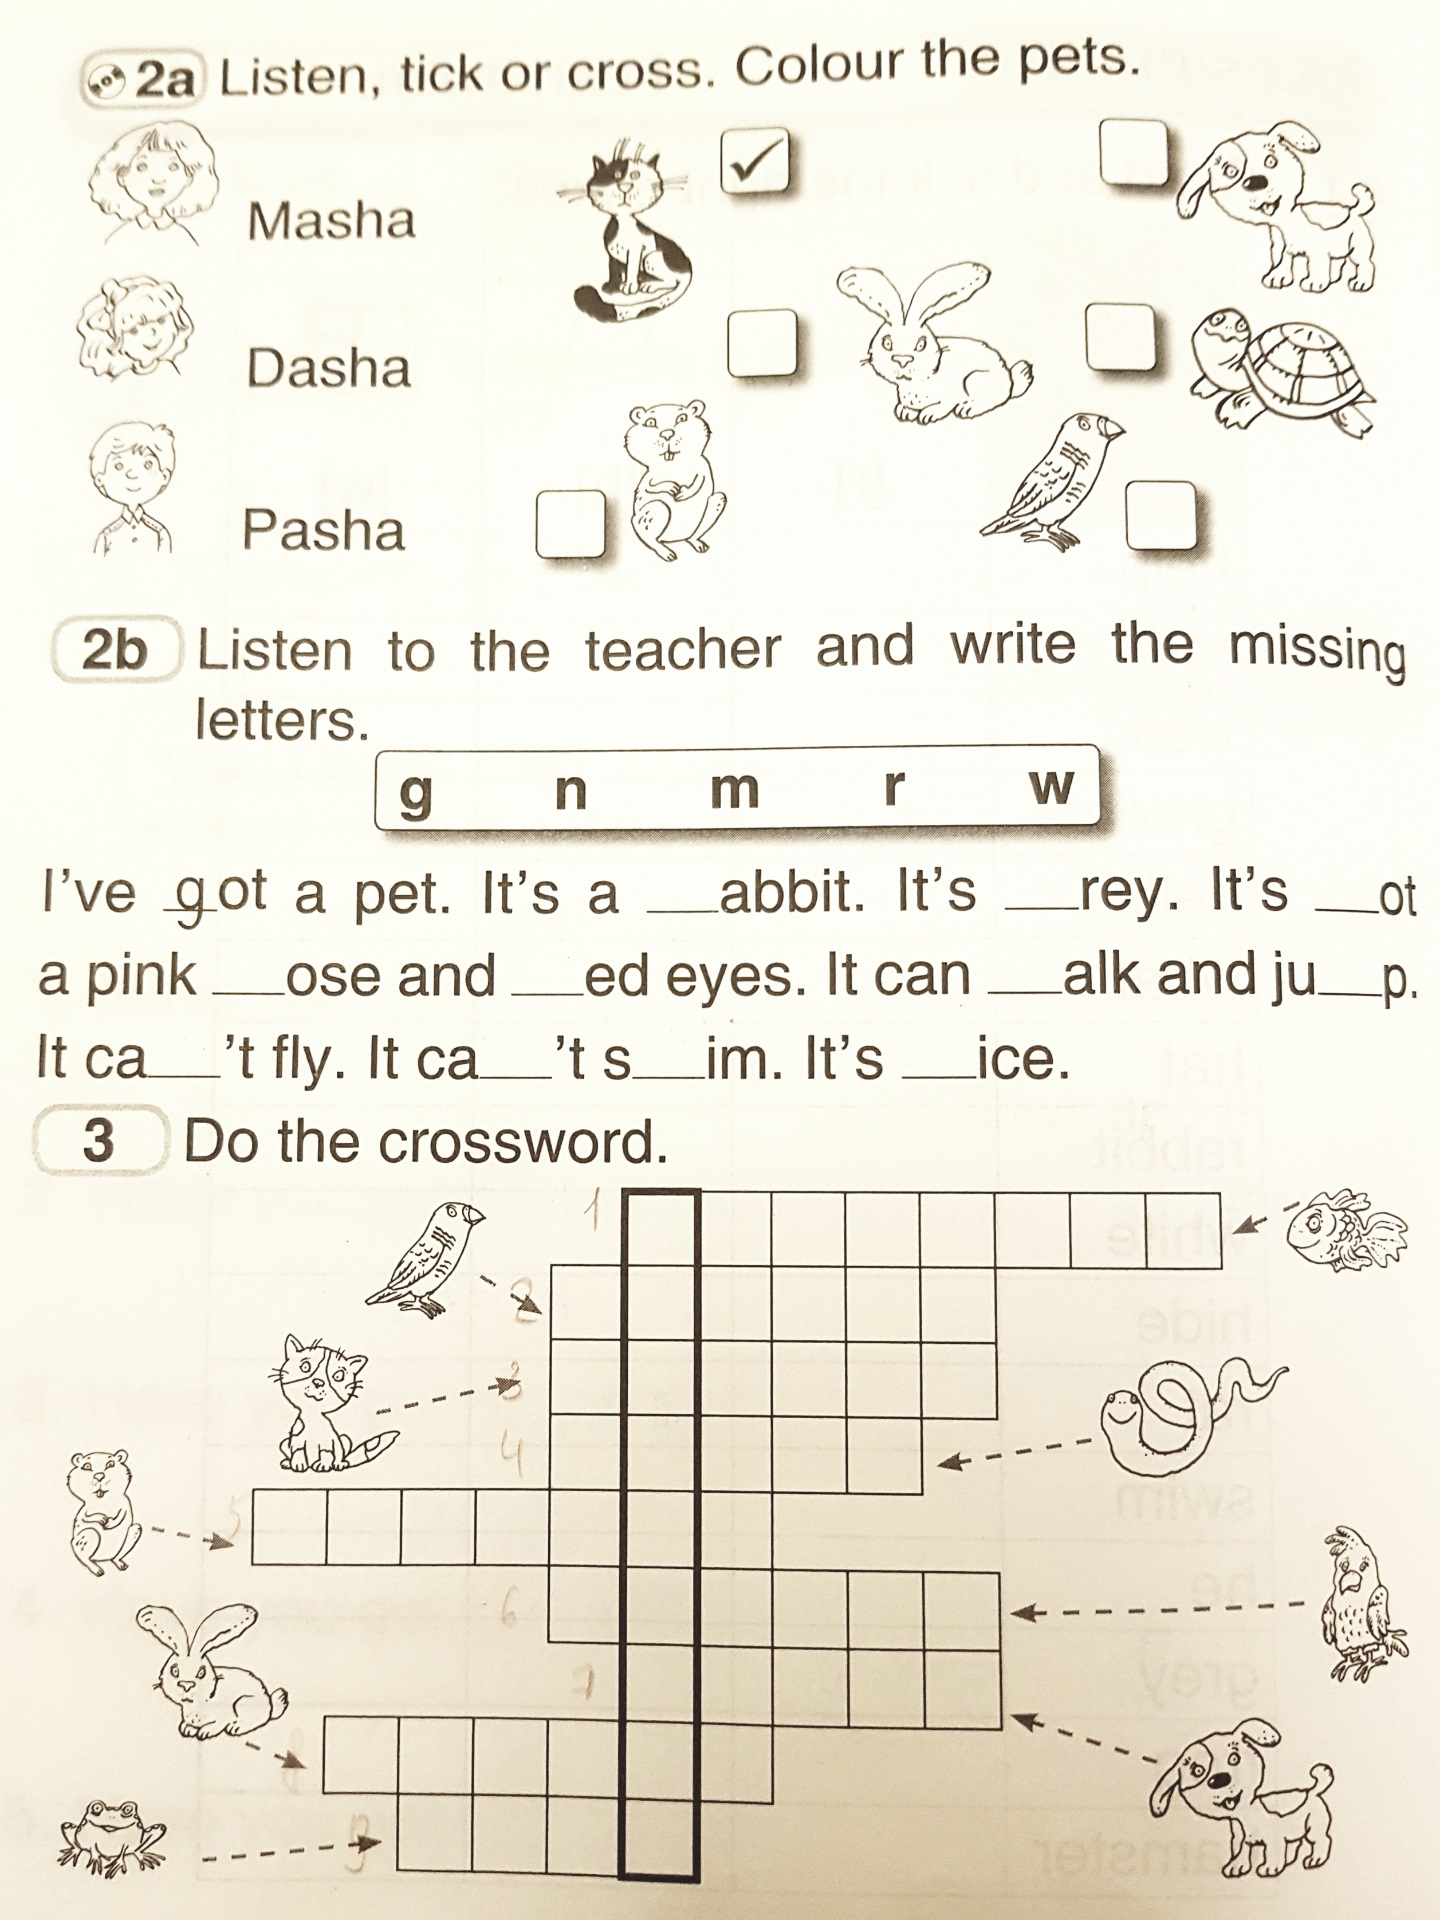 2a Listen, tick or cross. Colour the pets.
Masha
Dasha
Pasha
2b Listen to the teacher and write the missing
letters.
g n m r w
I've got a pet. It's a __abbit. It's __rey. It's __ot
a pink __ose and __ed eyes. It can __alk and ju__p.
It ca__'t fly. It ca__'t s__im. It's __ice.
3 Do the crossword.
1
2
3
4
5
6
7
8
9